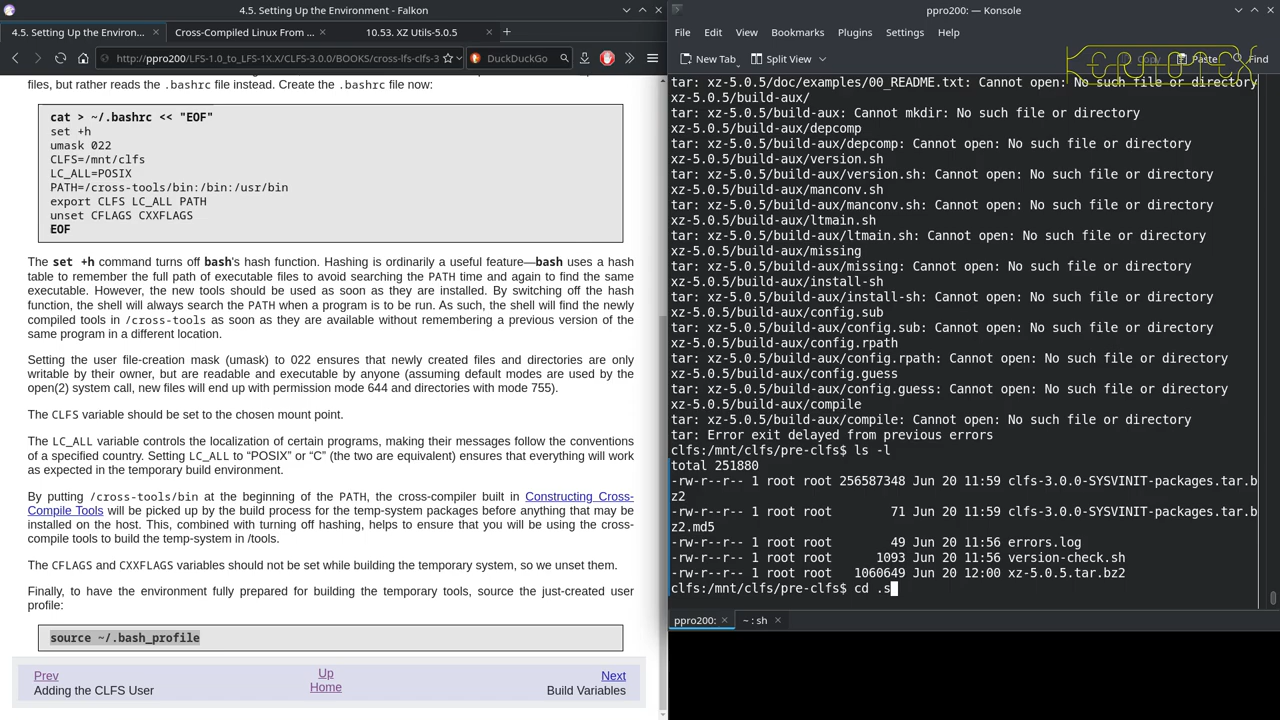 4.5. Setting Up the Environment - Falkon
4.5. Setting Up the Environmen…
Cross-Compiled Linux From …
10.53. XZ Utils-5.0.5
http://ppro200/LFS-1.0_to_LFS-1X.X/CLFS-3.0.0/BOOKS/cross-lfs-clfs-3
DuckDuckGo
files, but rather reads the .bashrc file instead. Create the .bashrc file now:
cat > ~/.bashrc << "EOF"
set +h
umask 022
CLFS=/mnt/clfs
LC_ALL=POSIX
PATH=/cross-tools/bin:/bin:/usr/bin
export CLFS LC_ALL PATH
unset CFLAGS CXXFLAGS
EOF
The set +h command turns off bash's hash function. Hashing is ordinarily a useful feature—bash uses a hash
table to remember the full path of executable files to avoid searching the PATH time and again to find the same
executable. However, the new tools should be used as soon as they are installed. By switching off the hash
function, the shell will always search the PATH when a program is to be run. As such, the shell will find the newly
compiled tools in /cross-tools as soon as they are available without remembering a previous version of the
same program in a different location.
Setting the user file-creation mask (umask) to 022 ensures that newly created files and directories are only
writable by their owner, but are readable and executable by anyone (assuming default modes are used by the
open(2) system call, new files will end up with permission mode 644 and directories with mode 755).
The CLFS variable should be set to the chosen mount point.
The LC_ALL variable controls the localization of certain programs, making their messages follow the conventions
of a specified country. Setting LC_ALL to “POSIX” or “C” (the two are equivalent) ensures that everything will work
as expected in the temporary build environment.
By putting /cross-tools/bin at the beginning of the PATH, the cross-compiler built in Constructing Cross-
Compile Tools will be picked up by the build process for the temp-system packages before anything that may be
installed on the host. This, combined with turning off hashing, helps to ensure that you will be using the cross-
compile tools to build the temp-system in /tools.
The CFLAGS and CXXFLAGS variables should not be set while building the temporary system, so we unset them.
Finally, to have the environment fully prepared for building the temporary tools, source the just-created user
profile:
source ~/.bash_profile
Prev
Up
Next
Adding the CLFS User
Home
Build Variables
ppro200: — Konsole
File Edit View Bookmarks Plugins Settings Help
New Tab
Split View
Copy
Paste
Find
tar: xz-5.0.5/doc/examples/00_README.txt: Cannot open: No such file or directory
xz-5.0.5/build-aux/
tar: xz-5.0.5/build-aux: Cannot mkdir: No such file or directory
xz-5.0.5/build-aux/depcomp
tar: xz-5.0.5/build-aux/depcomp: Cannot open: No such file or directory
xz-5.0.5/build-aux/version.sh
tar: xz-5.0.5/build-aux/version.sh: Cannot open: No such file or directory
xz-5.0.5/build-aux/manconv.sh
tar: xz-5.0.5/build-aux/manconv.sh: Cannot open: No such file or directory
xz-5.0.5/build-aux/ltmain.sh
tar: xz-5.0.5/build-aux/ltmain.sh: Cannot open: No such file or directory
xz-5.0.5/build-aux/missing
tar: xz-5.0.5/build-aux/missing: Cannot open: No such file or directory
xz-5.0.5/build-aux/install-sh
tar: xz-5.0.5/build-aux/install-sh: Cannot open: No such file or directory
xz-5.0.5/build-aux/config.sub
tar: xz-5.0.5/build-aux/config.sub: Cannot open: No such file or directory
xz-5.0.5/build-aux/config.rpath
tar: xz-5.0.5/build-aux/config.rpath: Cannot open: No such file or directory
xz-5.0.5/build-aux/config.guess
tar: xz-5.0.5/build-aux/config.guess: Cannot open: No such file or directory
xz-5.0.5/build-aux/compile
tar: xz-5.0.5/build-aux/compile: Cannot open: No such file or directory
tar: Error exit delayed from previous errors
clfs:/mnt/clfs/pre-clfs$ ls -l
total 251880
-rw-r--r-- 1 root root 256587348 Jun 20 11:59 clfs-3.0.0-SYSVINIT-packages.tar.b
z2
-rw-r--r-- 1 root root        71 Jun 20 11:59 clfs-3.0.0-SYSVINIT-packages.tar.b
z2.md5
-rw-r--r-- 1 root root        49 Jun 20 11:56 errors.log
-rw-r--r-- 1 root root      1093 Jun 20 11:56 version-check.sh
-rw-r--r-- 1 root root   1060649 Jun 20 12:00 xz-5.0.5.tar.bz2
clfs:/mnt/clfs/pre-clfs$ cd .s
ppro200:
~ : sh